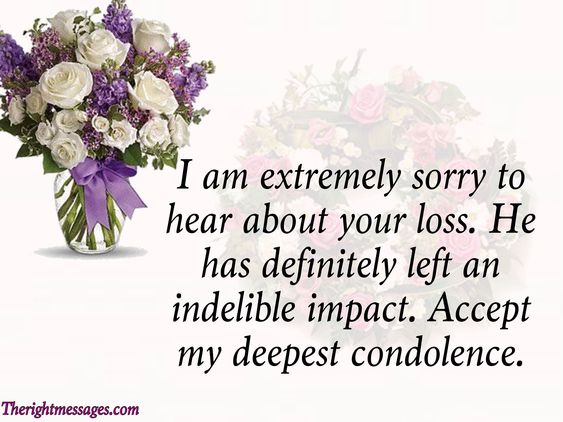 I am extremely sorry to
hear about your loss. He
has definitely left an
indelible impact. Accept
my deepest condolence.
Therightmessages.com